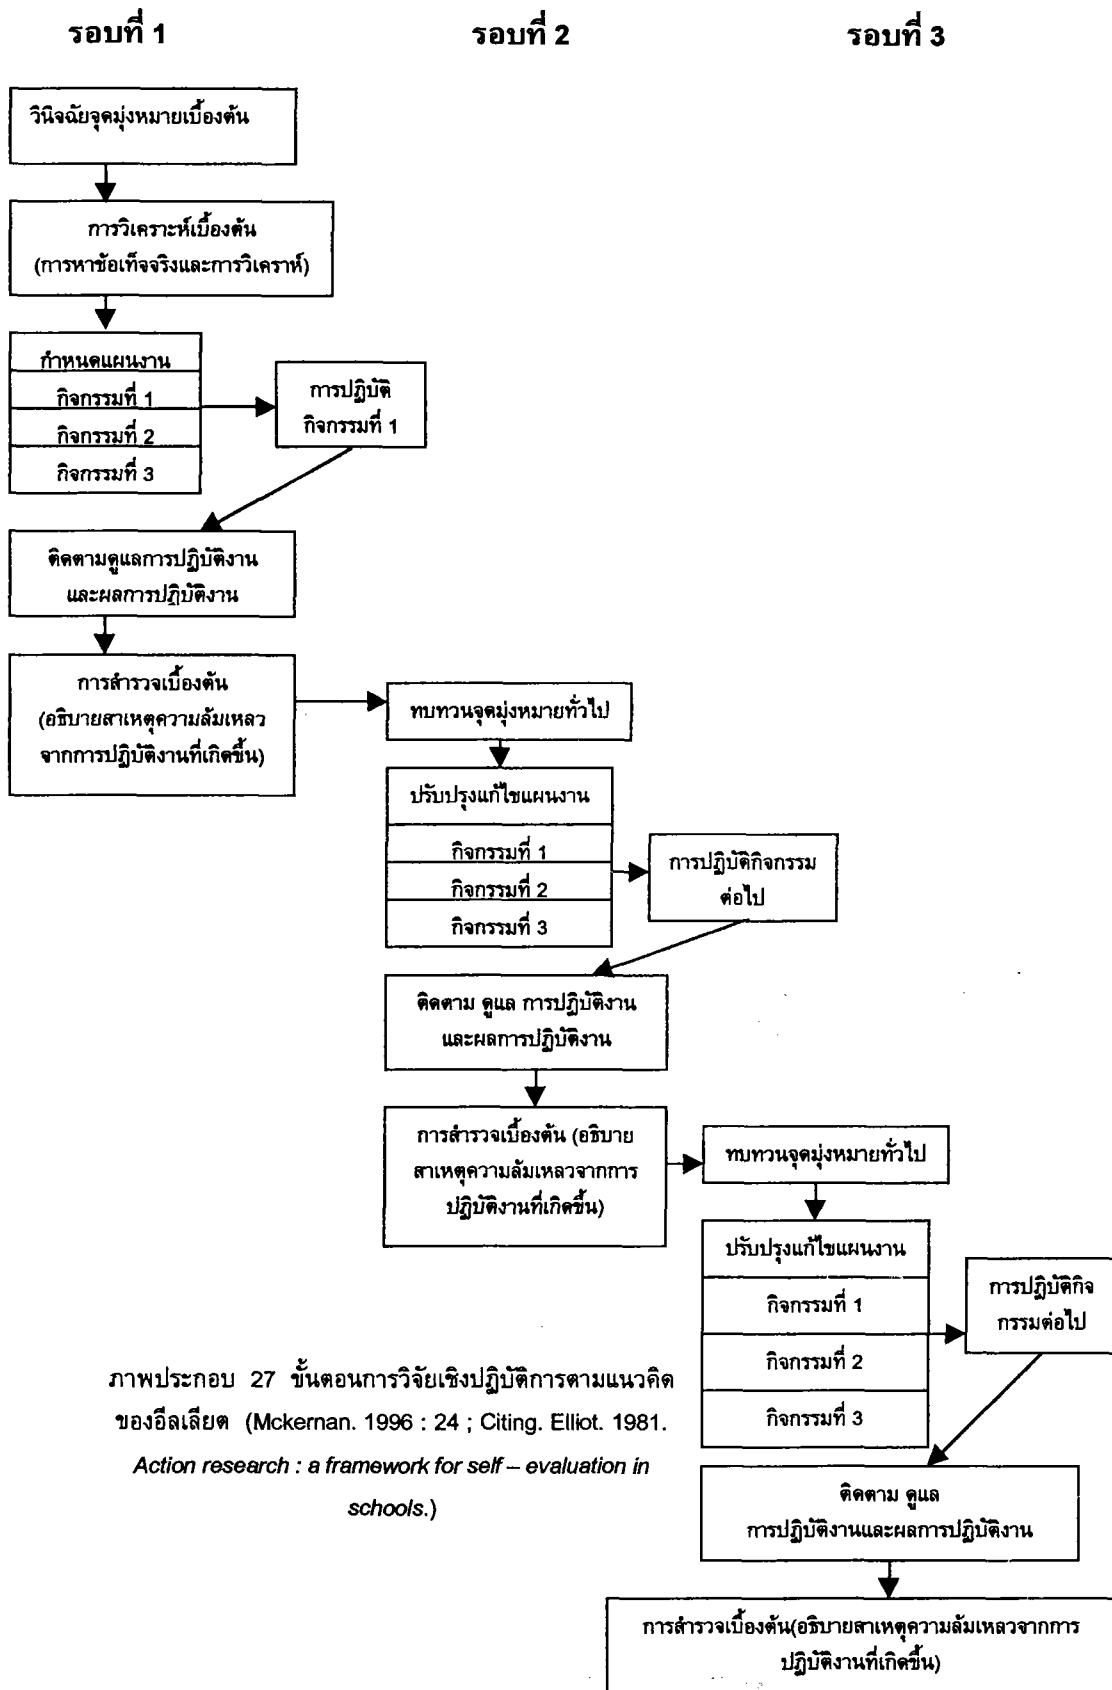 รอบที่ 1
รอบที่ 2
รอบที่ 3
วินิจฉัยจุดมุ่งหมายเบื้องต้น
การวิเคราะห์เบื้องต้น
(การหาข้อเท็จจริงและการวิเคราห์)
กำหนดแผนงาน
กิจกรรมที่ 1
กิจกรรมที่ 2
กิจกรรมที่ 3
การปฏิบัติ
กิจกรรมที่ 1
ติดตามดูแลการปฏิบัติงาน
และผลการปฏิบัติงาน
การสำรวจเบื้องต้น
(อธิบายสาเหตุความล้มเหลว
จากการปฏิบัติงานที่เกิดขึ้น)
ทบทวนจุดมุ่งหมายทั่วไป
ปรับปรุงแก้ไขแผนงาน
กิจกรรมที่ 1
กิจกรรมที่ 2
กิจกรรมที่ 3
การปฏิบัติกิจกรรม
ต่อไป
ติดตาม ดูแล การปฏิบัติงาน
และผลการปฏิบัติงาน
การสำรวจเบื้องต้น (อธิบาย
สาเหตุความล้มเหลวจากการ
ปฏิบัติงานที่เกิดขึ้น)
ทบทวนจุดมุ่งหมายทั่วไป
ปรับปรุงแก้ไขแผนงาน
กิจกรรมที่ 1
กิจกรรมที่ 2
กิจกรรมที่ 3
การปฏิบัติกิจ
กรรมต่อไป
ติดตาม ดูแล
การปฏิบัติงานและผลการปฏิบัติงาน
การสำรวจเบื้องต้น(อธิบายสาเหตุความล้มเหลวจากการ
ปฏิบัติงานที่เกิดขึ้น)
ภาพประกอบ 27 ขั้นตอนการวิจัยเชิงปฏิบัติการตามแนวคิด
ของอีลเลียต (Mckernan. 1996 : 24 ; Citing. Elliot. 1981.
Action research : a framework for self – evaluation in
schools.)